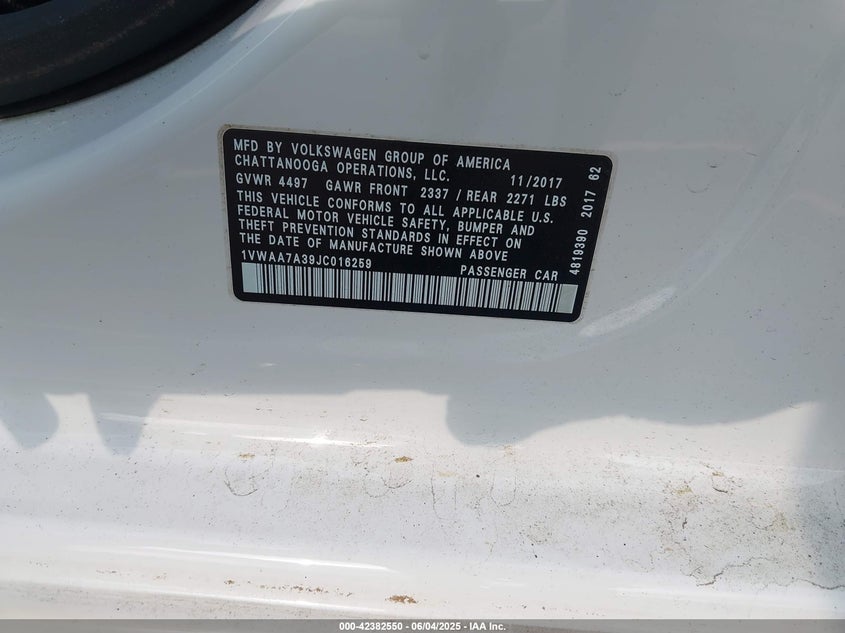 MFD BY VOLKSWAGEN GROUP OF AMERICA
CHATTANOOGA OPERATIONS, LLC. 11/2017
GVWR 4497 GAWR FRONT 2337 / REAR 2271 LBS
THIS VEHICLE CONFORMS TO ALL APPLICABLE U.S.
FEDERAL MOTOR VEHICLE SAFETY, BUMPER AND
THEFT PREVENTION STANDARDS IN EFFECT ON
THE DATE OF MANUFACTURE SHOWN ABOVE
1VWAA7A39JC016259 PASSENGER CAR
4819390 2017 62
000-42382550 - 06/04/2025 - IAA Inc.